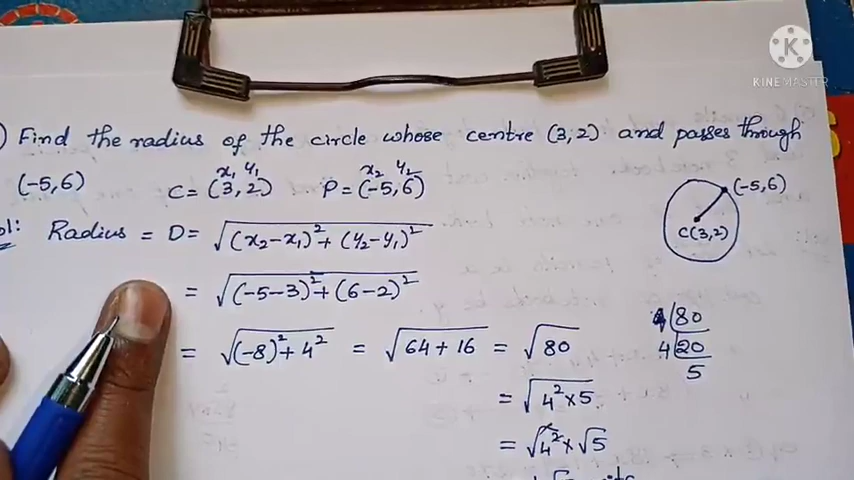 KINEMASTER
Find the radius of the circle whose centre (3,2) and passes through
(-5,6) C = (3,2) P = (-5,6)
x₁ y₁ x₂ y₂
(-5,6)
C(3,2)
Radius = D = √(x₂-x₁)²+(y₂-y₁)²
= √(-5-3)²+(6-2)²
= √(-8)²+4² = √64+16 = √80
4 80
4 20
5
= √4²×5
= √4²×√5